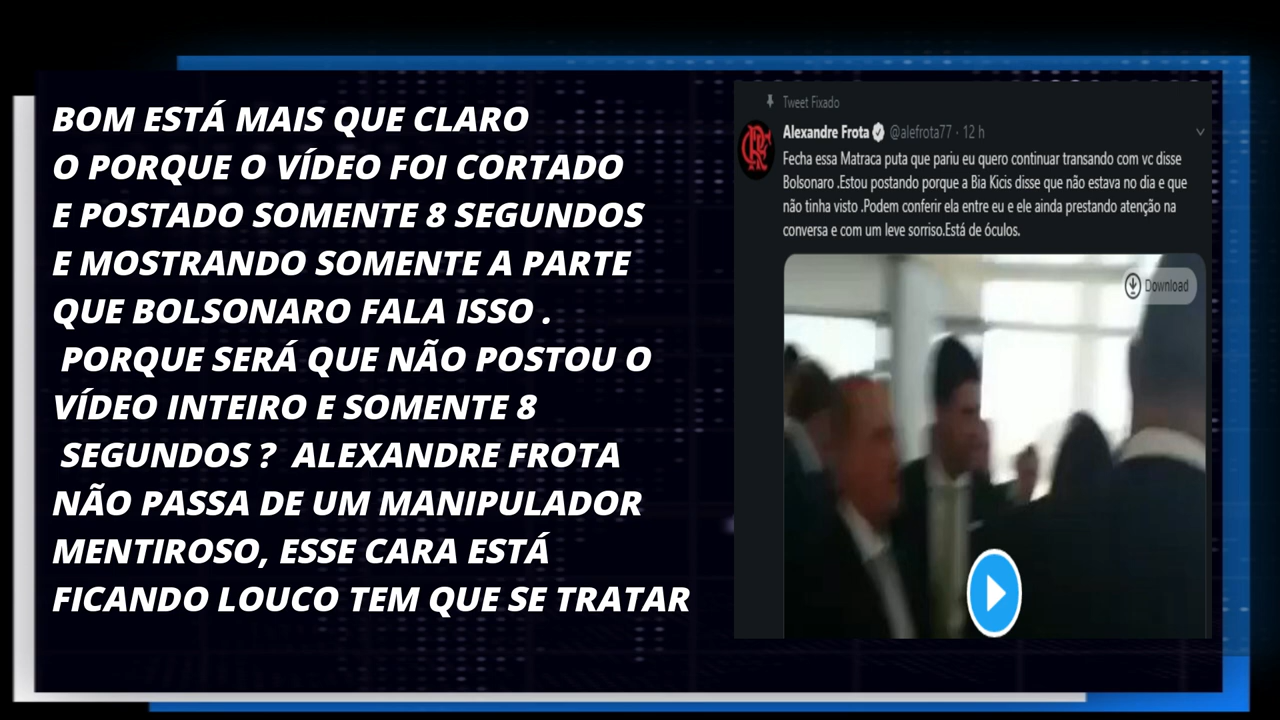 BOM ESTÁ MAIS QUE CLARO
O PORQUE O VÍDEO FOI CORTADO
E POSTADO SOMENTE 8 SEGUNDOS
E MOSTRANDO SOMENTE A PARTE
QUE BOLSONARO FALA ISSO .
PORQUE SERÁ QUE NÃO POSTOU O
VÍDEO INTEIRO E SOMENTE 8
SEGUNDOS ? ALEXANDRE FROTA
NÃO PASSA DE UM MANIPULADOR
MENTIROSO, ESSE CARA ESTÁ
FICANDO LOUCO TEM QUE SE TRATAR
Tweet Fixado
Alexandre Frota @alefrota77 · 12 h
Fecha essa Matraca puta que pariu eu quero continuar transando com vc disse
Bolsonaro .Estou postando porque a Bia Kicis disse que não estava no dia e que
não tinha visto .Podem conferir ela entre eu e ele ainda prestando atenção na
conversa e com um leve sorriso.Está de óculos.
Download